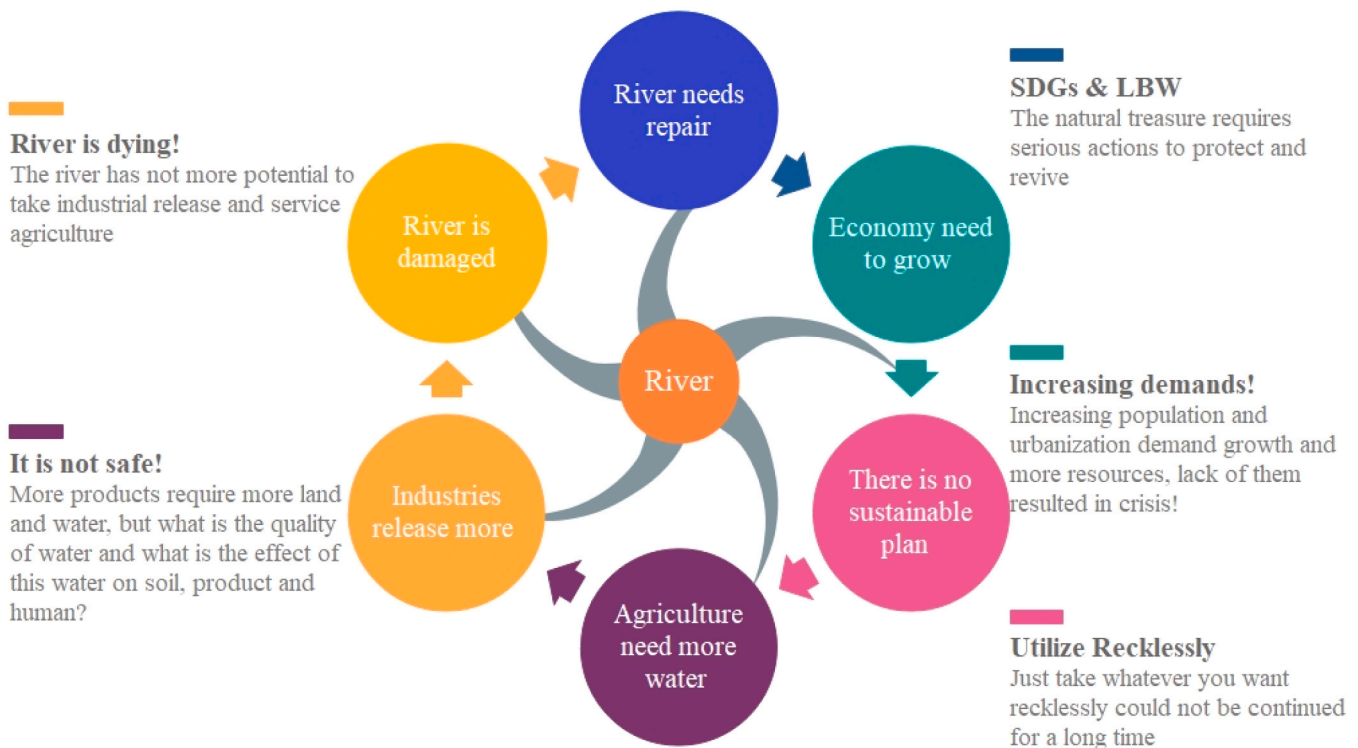 River needs
repair
SDGs & LBW
The natural treasure requires
serious actions to protect and
revive
Economy need
to grow
Increasing demands!
Increasing population and
urbanization demand growth and
more resources, lack of them
resulted in crisis!
There is no
sustainable
plan
Utilize Recklessly
Just take whatever you want
recklessly could not be continued
for a long time
Agriculture
need more
water
Industries
release more
It is not safe!
More products require more land
and water, but what is the quality
of water and what is the effect of
this water on soil, product and
human?
River is
damaged
River is dying!
The river has not more potential to
take industrial release and service
agriculture
River